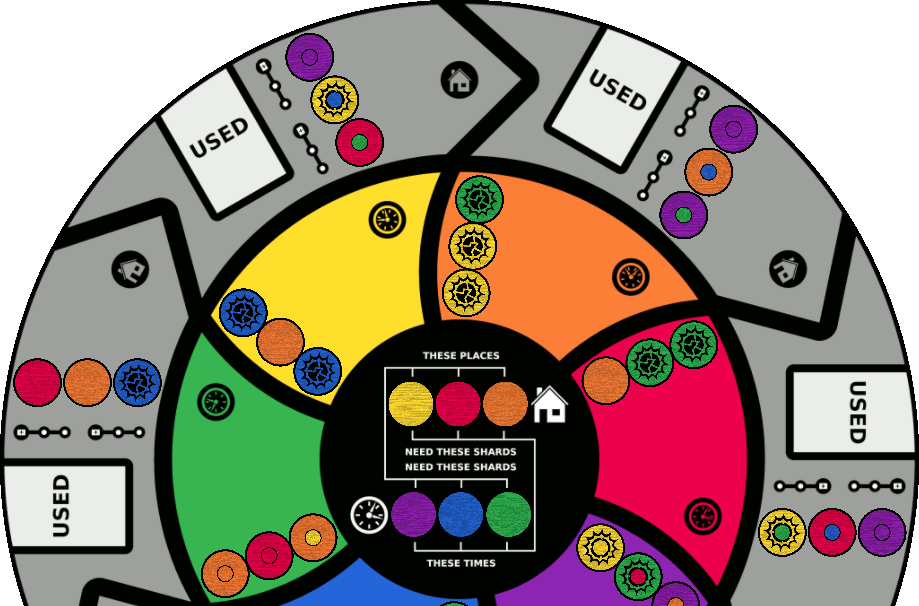 USED
USED
THESE PLACES
USED
NEED THESE SHARDS
NEED THESE SHARDS
USED
THESE TIMES